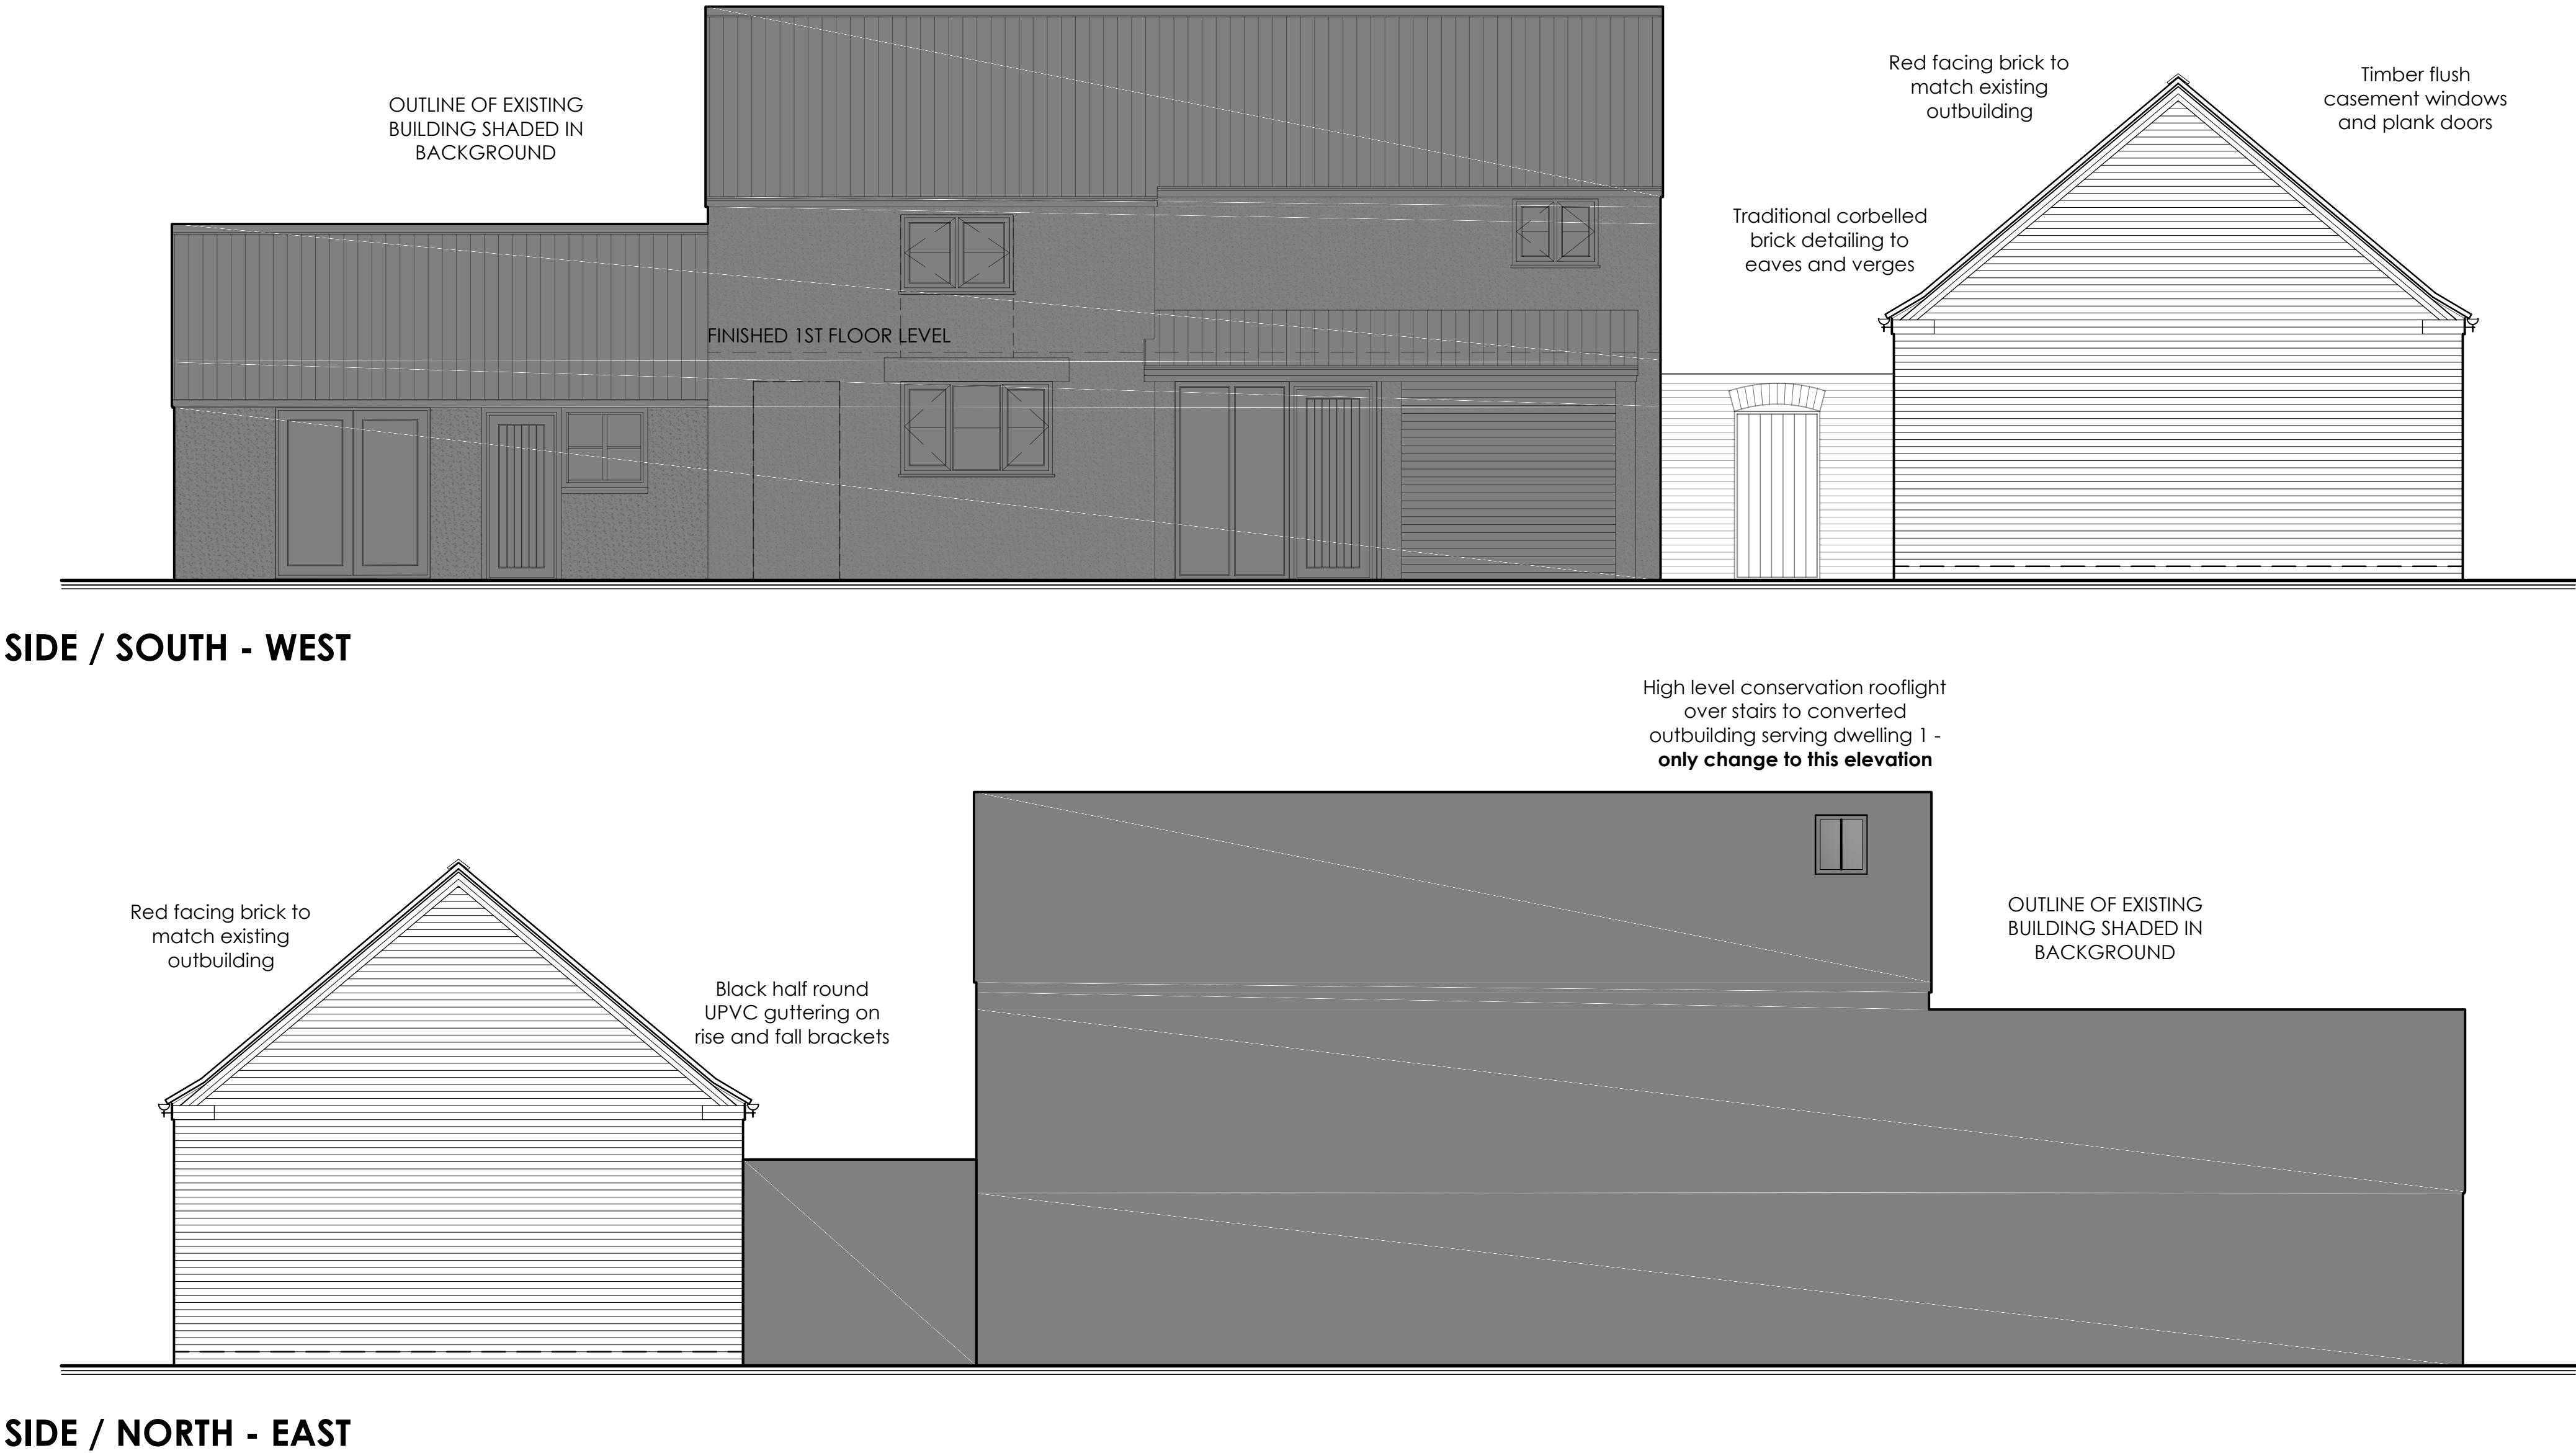 OUTLINE OF EXISTING
BUILDING SHADED IN
BACKGROUND
Red facing brick to
match existing
outbuilding
Timber flush
casement windows
and plank doors
Traditional corbelled
brick detailing to
eaves and verges
FINISHED 1ST FLOOR LEVEL
SIDE / SOUTH - WEST
High level conservation rooflight
over stairs to converted
outbuilding serving dwelling 1 -
only change to this elevation
Red facing brick to
match existing
outbuilding
Black half round
UPVC guttering on
rise and fall brackets
OUTLINE OF EXISTING
BUILDING SHADED IN
BACKGROUND
SIDE / NORTH - EAST